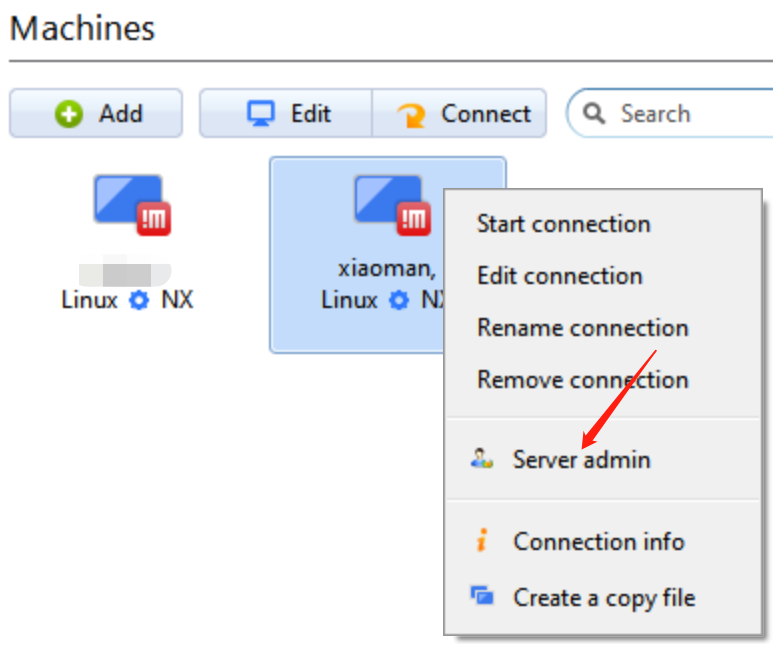 Machines
Add
Edit
Connect
Search
Linux NX
xiaoman,
Linux
Start connection
Edit connection
Rename connection
Remove connection
Server admin
Connection info
Create a copy file